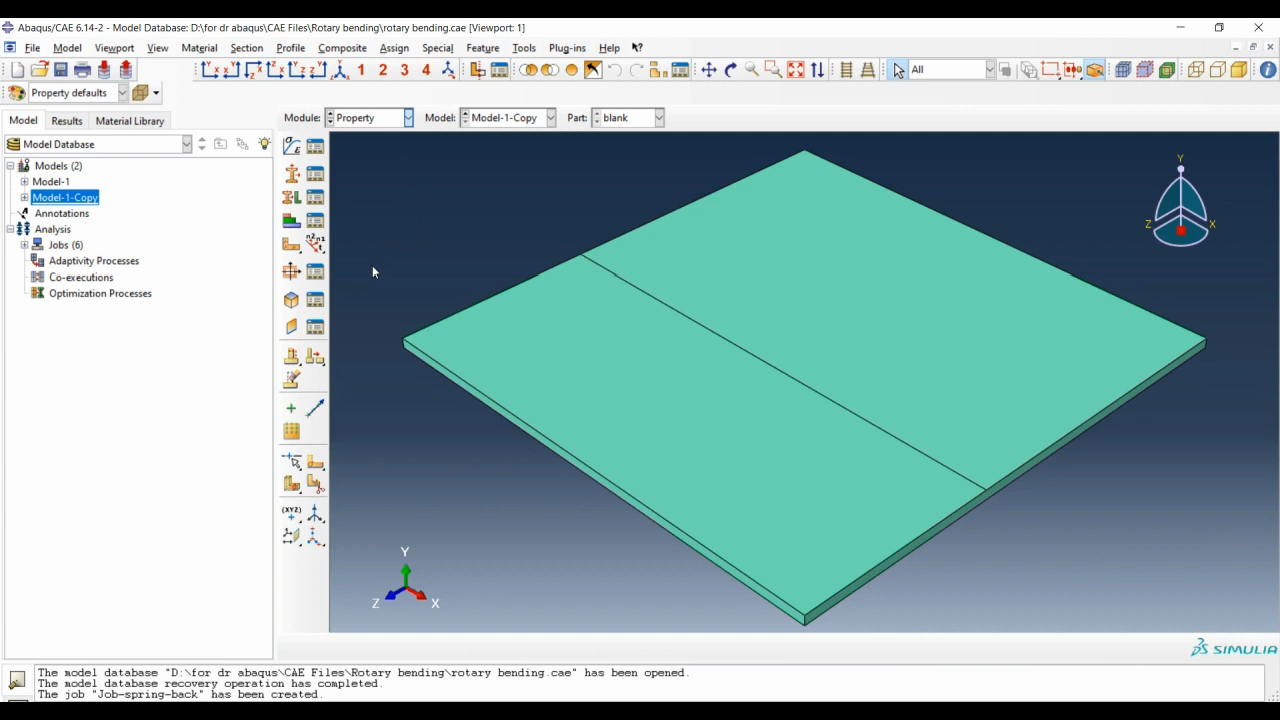 Abaqus/CAE 6.14-2 - Model Database: D:\for dr abaqus\CAE Files\Rotary bending\rotary bending.cae [Viewport: 1]
File Model Viewport View Material Section Profile Composite Assign Special Feature Tools Plug-ins Help
1 2 3 4 All
Property defaults
Model Results Material Library
Module: Property Model: Model-1-Copy Part: blank
Model Database
Models (2)
Model-1
Model-1-Copy
Annotations
Analysis
Jobs (6)
Adaptivity Processes
Co-executions
Optimization Processes
(XYZ)
Y
Z X
Y
Z X
SIMULIA
The model database "D:\for dr abaqus\CAE Files\Rotary bending\rotary bending.cae" has been opened.
The model database recovery operation has completed.
The job "Job-spring-back" has been created.